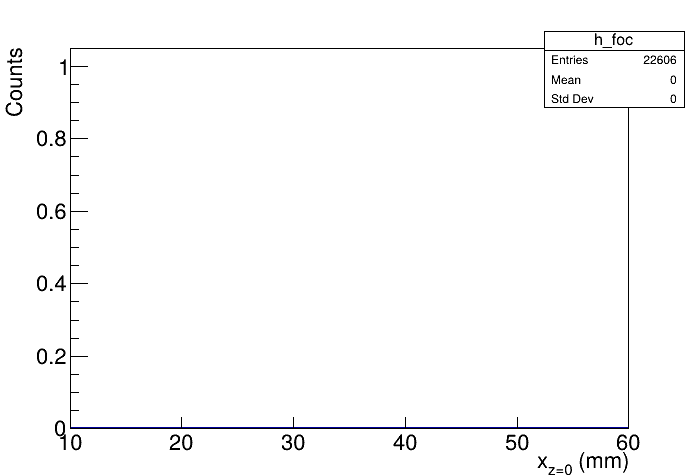 h_foc
Entries 22606
Mean 0
Std Dev 0
Counts
1
0.8
0.6
0.4
0.2
0
10 20 30 40 50 60
x_{z=0} (mm)